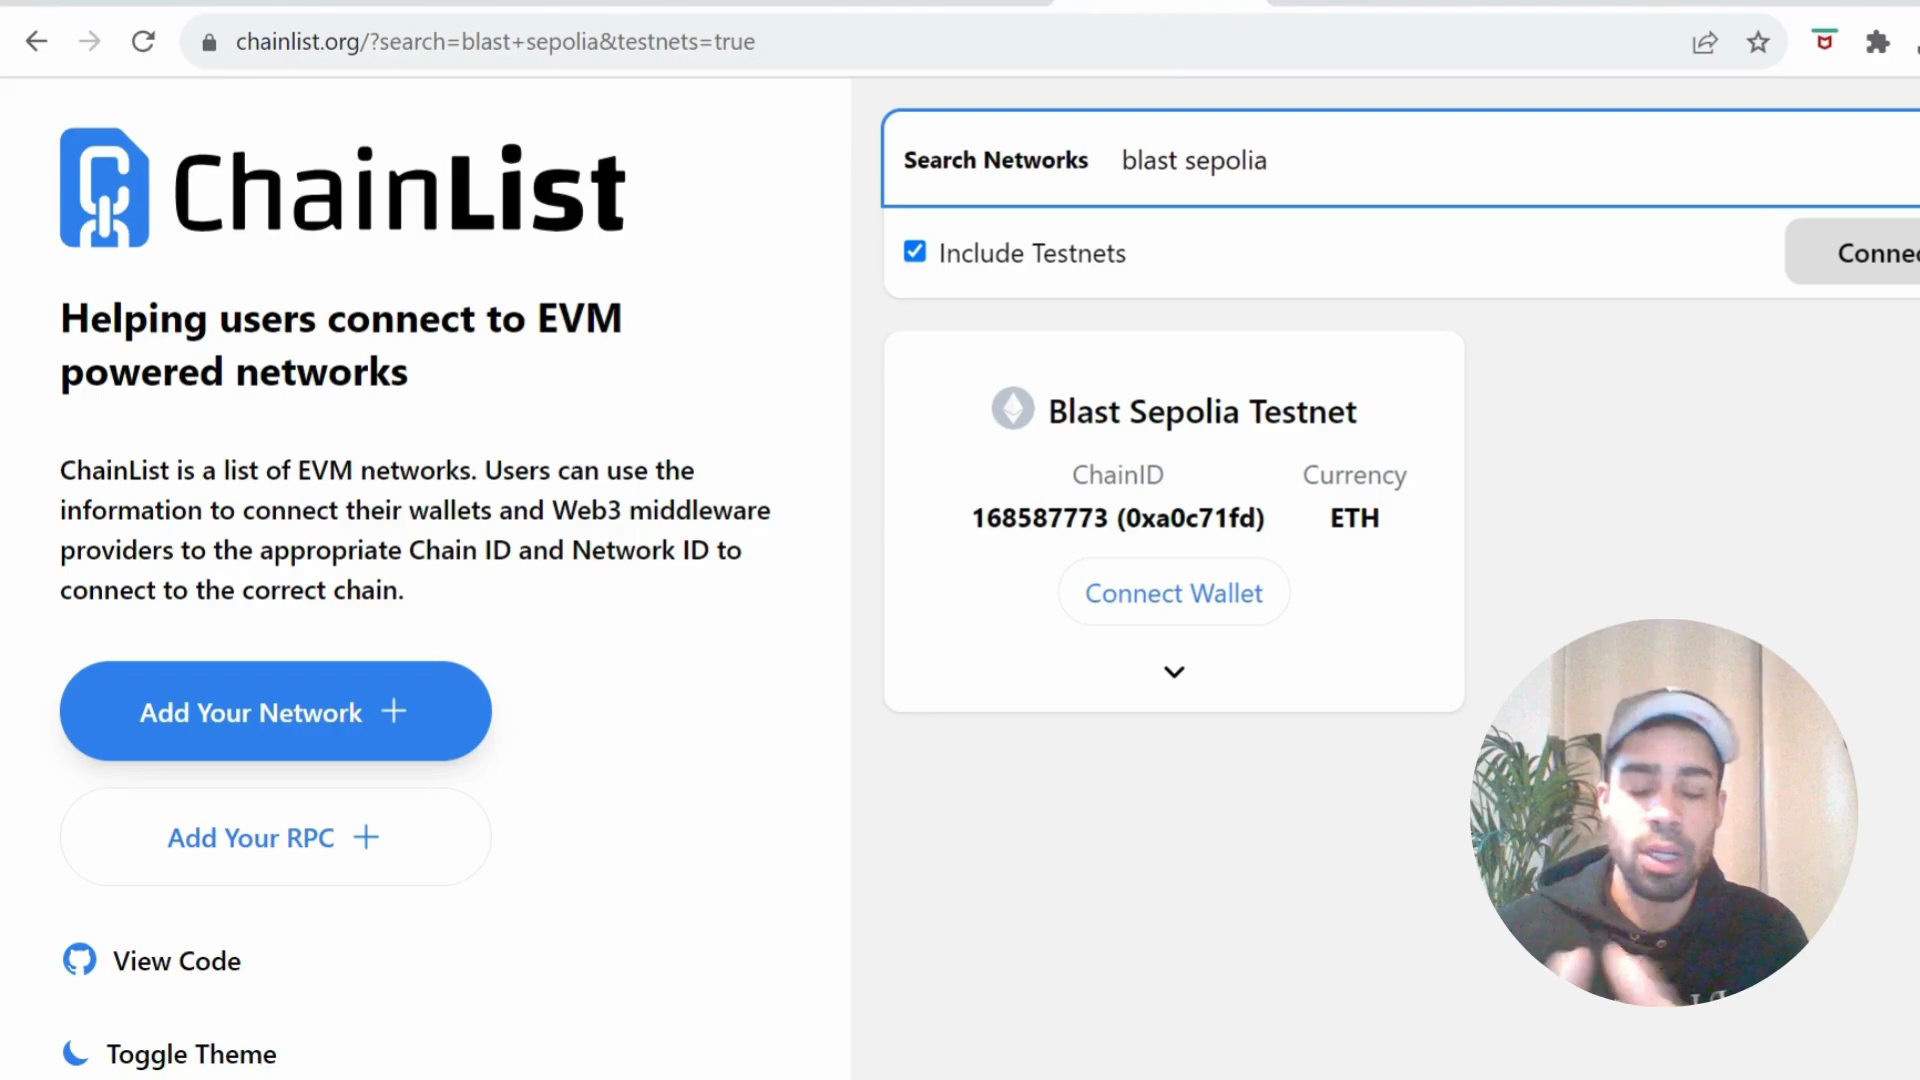 chainlist.org/?search=blast+sepolia&testnets=true
ChainList
Helping users connect to EVM
powered networks
ChainList is a list of EVM networks. Users can use the
information to connect their wallets and Web3 middleware
providers to the appropriate Chain ID and Network ID to
connect to the correct chain.
Add Your Network
Add Your RPC
View Code
Toggle Theme
Search Networks blast sepolia
Include Testnets
Connec
Blast Sepolia Testnet
ChainID Currency
168587773 (0xa0c71fd) ETH
Connect Wallet